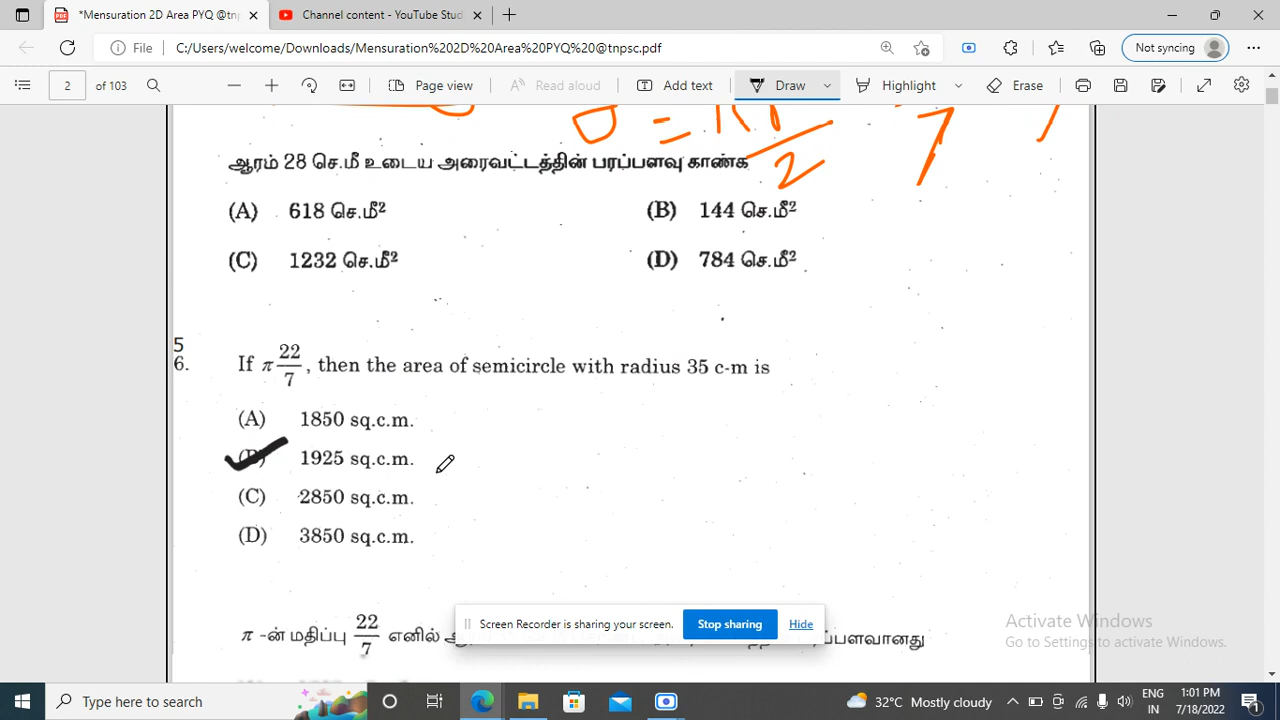 *Mensuration 2D Area PYQ @tnp
Channel content - YouTube Stud
File C:/Users/welcome/Downloads/Mensuration%202D%20Area%20PYQ%20@tnpsc.pdf Not syncing
2 of 103 Page view Read aloud Add text Draw Highlight Erase
7
2
ஆரம் 28 செ.மீ உடைய அரைவட்டத்தின் பரப்பளவு காண்க
(A) 618 செ.மீ² (B) 144 செ.மீ²
(C) 1232 செ.மீ² (D) 784 செ.மீ²
5
6. If π 22/7, then the area of semicircle with radius 35 c-m is
(A) 1850 sq.c.m.
(B) 1925 sq.c.m.
(C) 2850 sq.c.m.
(D) 3850 sq.c.m.
π -ன் மதிப்பு 22/7 எனில்
Screen Recorder is sharing your screen. Stop sharing Hide
Activate Windows
Go to Settings to activate Windows.
Type here to search
32°C Mostly cloudy
ENG
IN
1:01 PM
7/18/2022